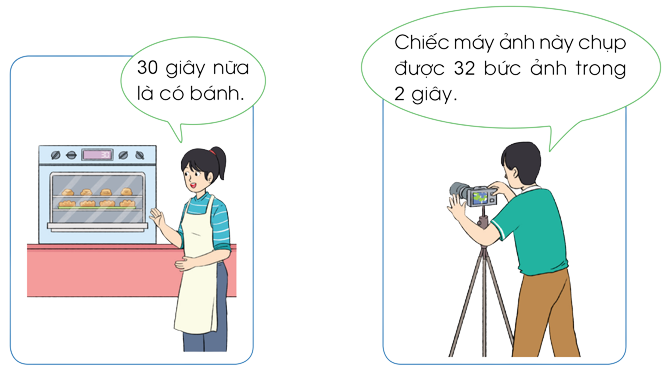 30 giây nữa
là có bánh.
Chiếc máy ảnh này chụp
được 32 bức ảnh trong
2 giây.